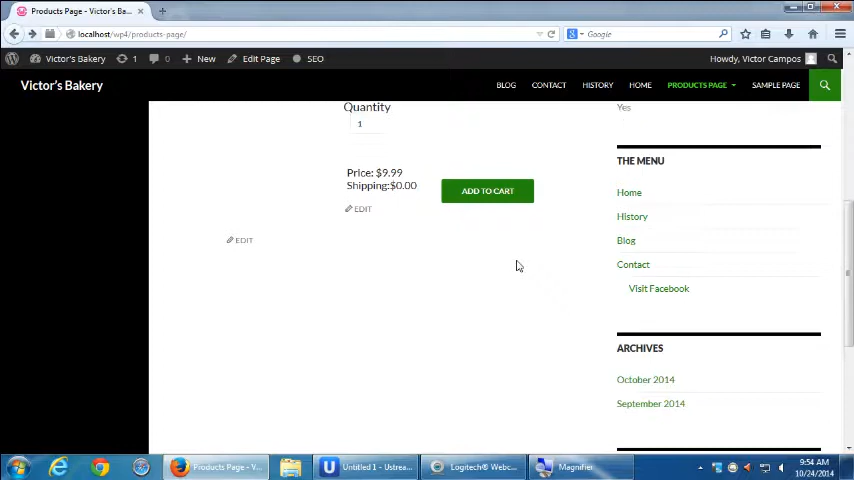 Products Page - Victor's Ba...
localhost/wp4/products-page/
Google
Victor's Bakery
1
0
New
Edit Page
SEO
Howdy, Victor Campos
Victor's Bakery
BLOG
CONTACT
HISTORY
HOME
PRODUCTS PAGE
SAMPLE PAGE
Quantity
1
Price: $9.99
Shipping:$0.00
ADD TO CART
EDIT
EDIT
Yes
THE MENU
Home
History
Blog
Contact
Visit Facebook
ARCHIVES
October 2014
September 2014
Products Page - V...
Untitled 1 - Ustrea...
Logitech® Webc...
Magnifier
9:54 AM
10/24/2014